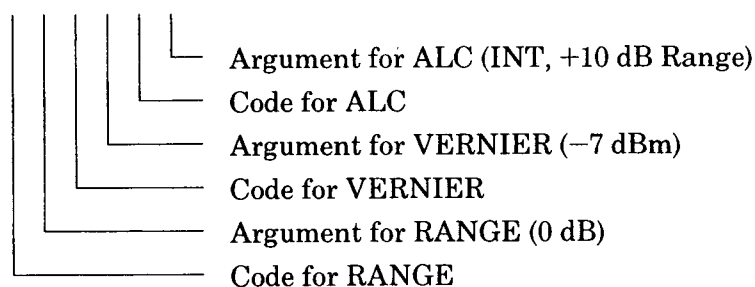 Argument for ALC (INT, +10 dB Range)
Code for ALC
Argument for VERNIER (−7 dBm)
Code for VERNIER
Argument for RANGE (0 dB)
Code for RANGE